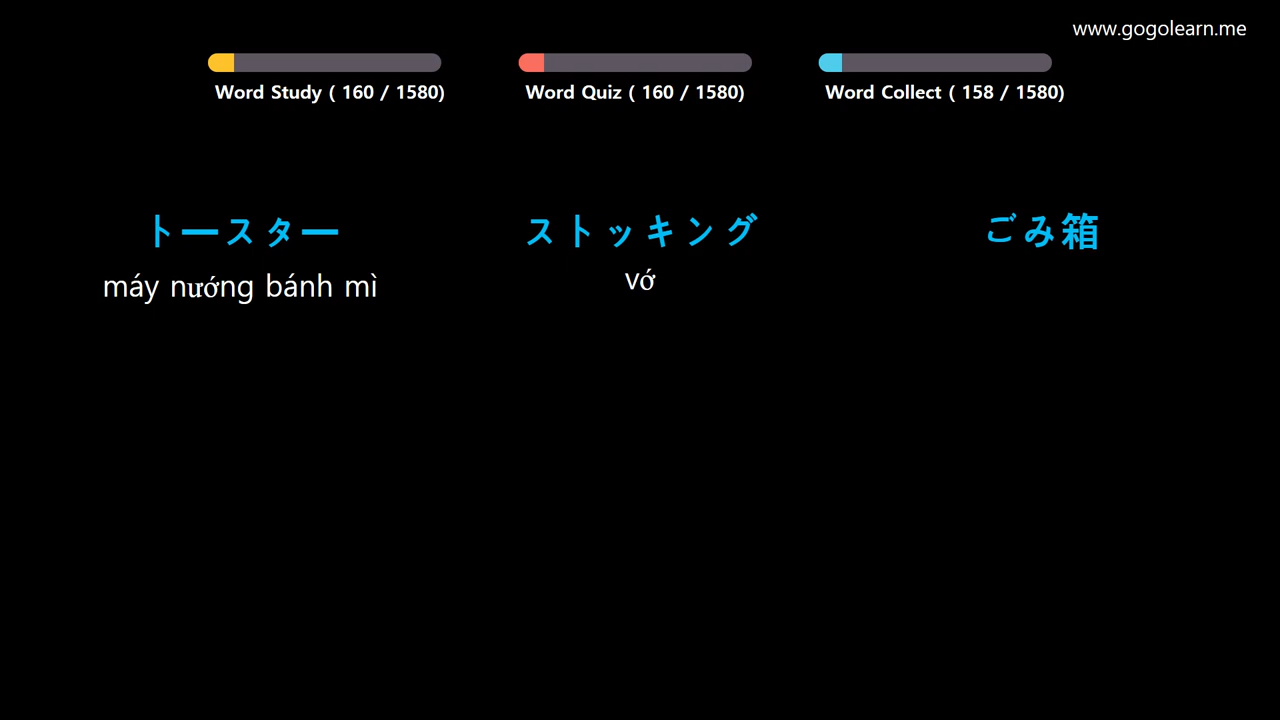 www.gogolearn.me
Word Study ( 160 / 1580)
Word Quiz ( 160 / 1580)
Word Collect ( 158 / 1580)
トースター
ストッキング
ごみ箱
máy nướng bánh mì
Vớ